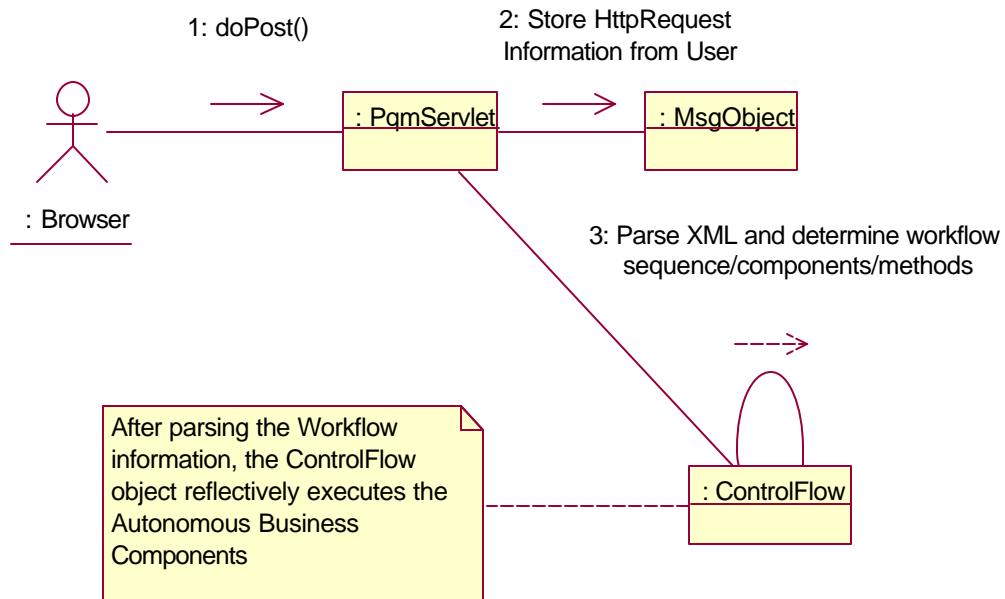 1: doPost()
2: Store HttpRequest
Information from User
: PqmServlet
: MsgObject
: Browser
3: Parse XML and determine workflow
sequence/components/methods
After parsing the Workflow
information, the ControlFlow
object reflectively executes the
Autonomous Business
Components
: ControlFlow